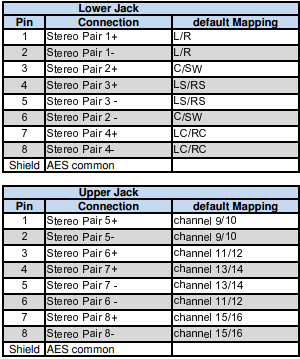 Lower Jack
Pin Connection default Mapping
1 Stereo Pair 1+ L/R
2 Stereo Pair 1- L/R
3 Stereo Pair 2+ C/SW
4 Stereo Pair 3+ LS/RS
5 Stereo Pair 3 - LS/RS
6 Stereo Pair 2 - C/SW
7 Stereo Pair 4+ LC/RC
8 Stereo Pair 4- LC/RC
Shield AES common
Upper Jack
Pin Connection default Mapping
1 Stereo Pair 5+ channel 9/10
2 Stereo Pair 5- channel 9/10
3 Stereo Pair 6+ channel 11/12
4 Stereo Pair 7+ channel 13/14
5 Stereo Pair 7 - channel 13/14
6 Stereo Pair 6 - channel 11/12
7 Stereo Pair 8+ channel 15/16
8 Stereo Pair 8- channel 15/16
Shield AES common